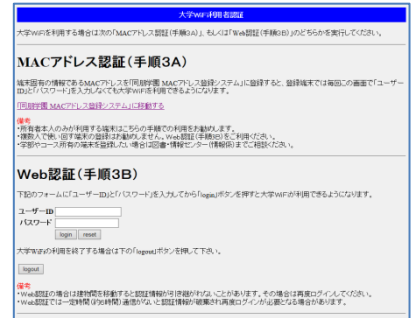 大学WiFi利用者認証
大学WiFiを利用する場合は次の「MACアドレス認証(手順3A)」、もしくは「Web認証(手順3B)」のどちらかを実行してください。
MACアドレス認証(手順3A)
端末固有の情報であるMACアドレスを「同朋学園 MACアドレス登録システム」に登録すると、登録端末では毎回この画面で「ユーザー
ID」と「パスワード」を入力しなくても大学WiFiを利用できるようになります。
「同朋学園 MACアドレス登録システム」に移動する
備考
・所有者本人のみが利用する端末はこちらの手順での利用をお勧めします。
・複数人で使い回す端末の登録はお勧めしません。Web認証(手順3B)をご利用ください。
・学部やコース所有の端末を登録したい場合は図書・情報センター(情報係)までご相談ください。
Web認証(手順3B)
下記のフォームに「ユーザーID」と「パスワード」を入力してから「login」ボタンを押すと大学WiFiが利用できるようになります。
ユーザーID
パスワード
login reset
大学WiFiの利用を終了する場合は下の「logout」ボタンを押して下さい。
logout
備考
・Web認証の場合は建物間を移動すると認証情報が引き継がれないことがあります。その場合は再度ログインしてください。
・Web認証では一定時間(約6時間)通信がないと認証情報が破棄され再度ログインが必要となる場合があります。